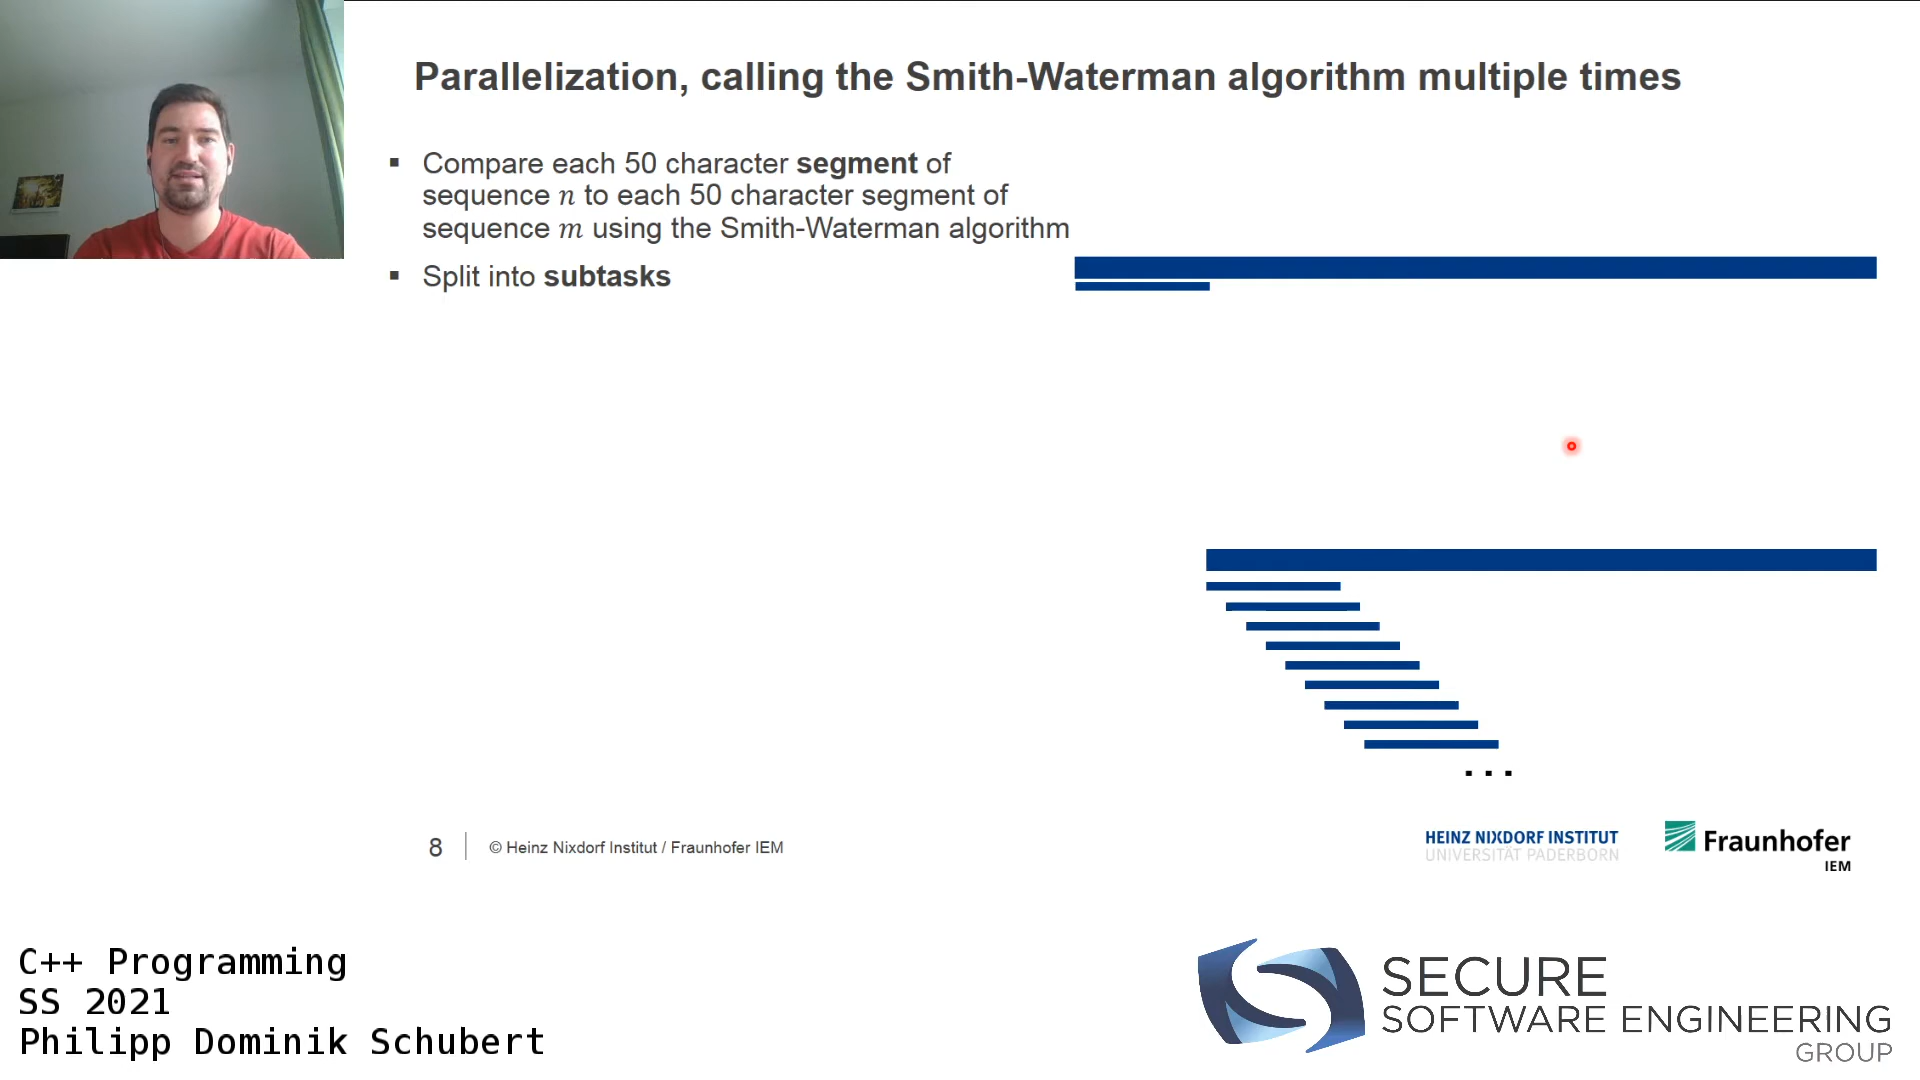 Parallelization, calling the Smith-Waterman algorithm multiple times
▪ Compare each 50 character segment of
sequence n to each 50 character segment of
sequence m using the Smith-Waterman algorithm
▪ Split into subtasks
...
8
© Heinz Nixdorf Institut / Fraunhofer IEM
HEINZ NIXDORF INSTITUT
UNIVERSITÄT PADERBORN
Fraunhofer
IEM
C++ Programming
SS 2021
Philipp Dominik Schubert
SECURE
SOFTWARE ENGINEERING
GROUP